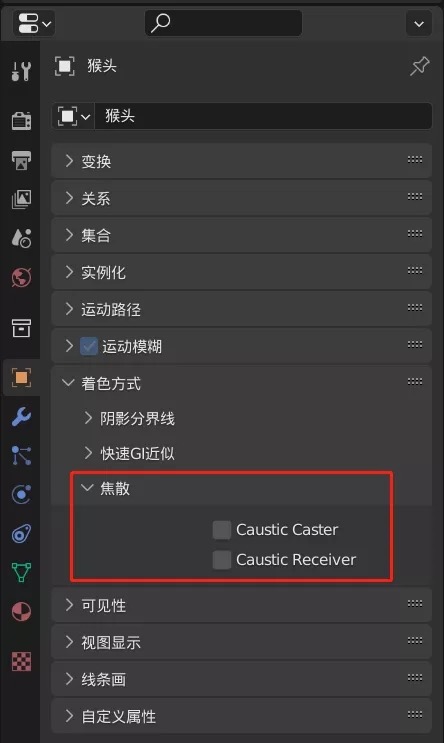 猴头
猴头
变换
关系
集合
实例化
运动路径
运动模糊
着色方式
阴影分界线
快速GI近似
焦散
Caustic Caster
Caustic Receiver
可见性
视图显示
线条画
自定义属性